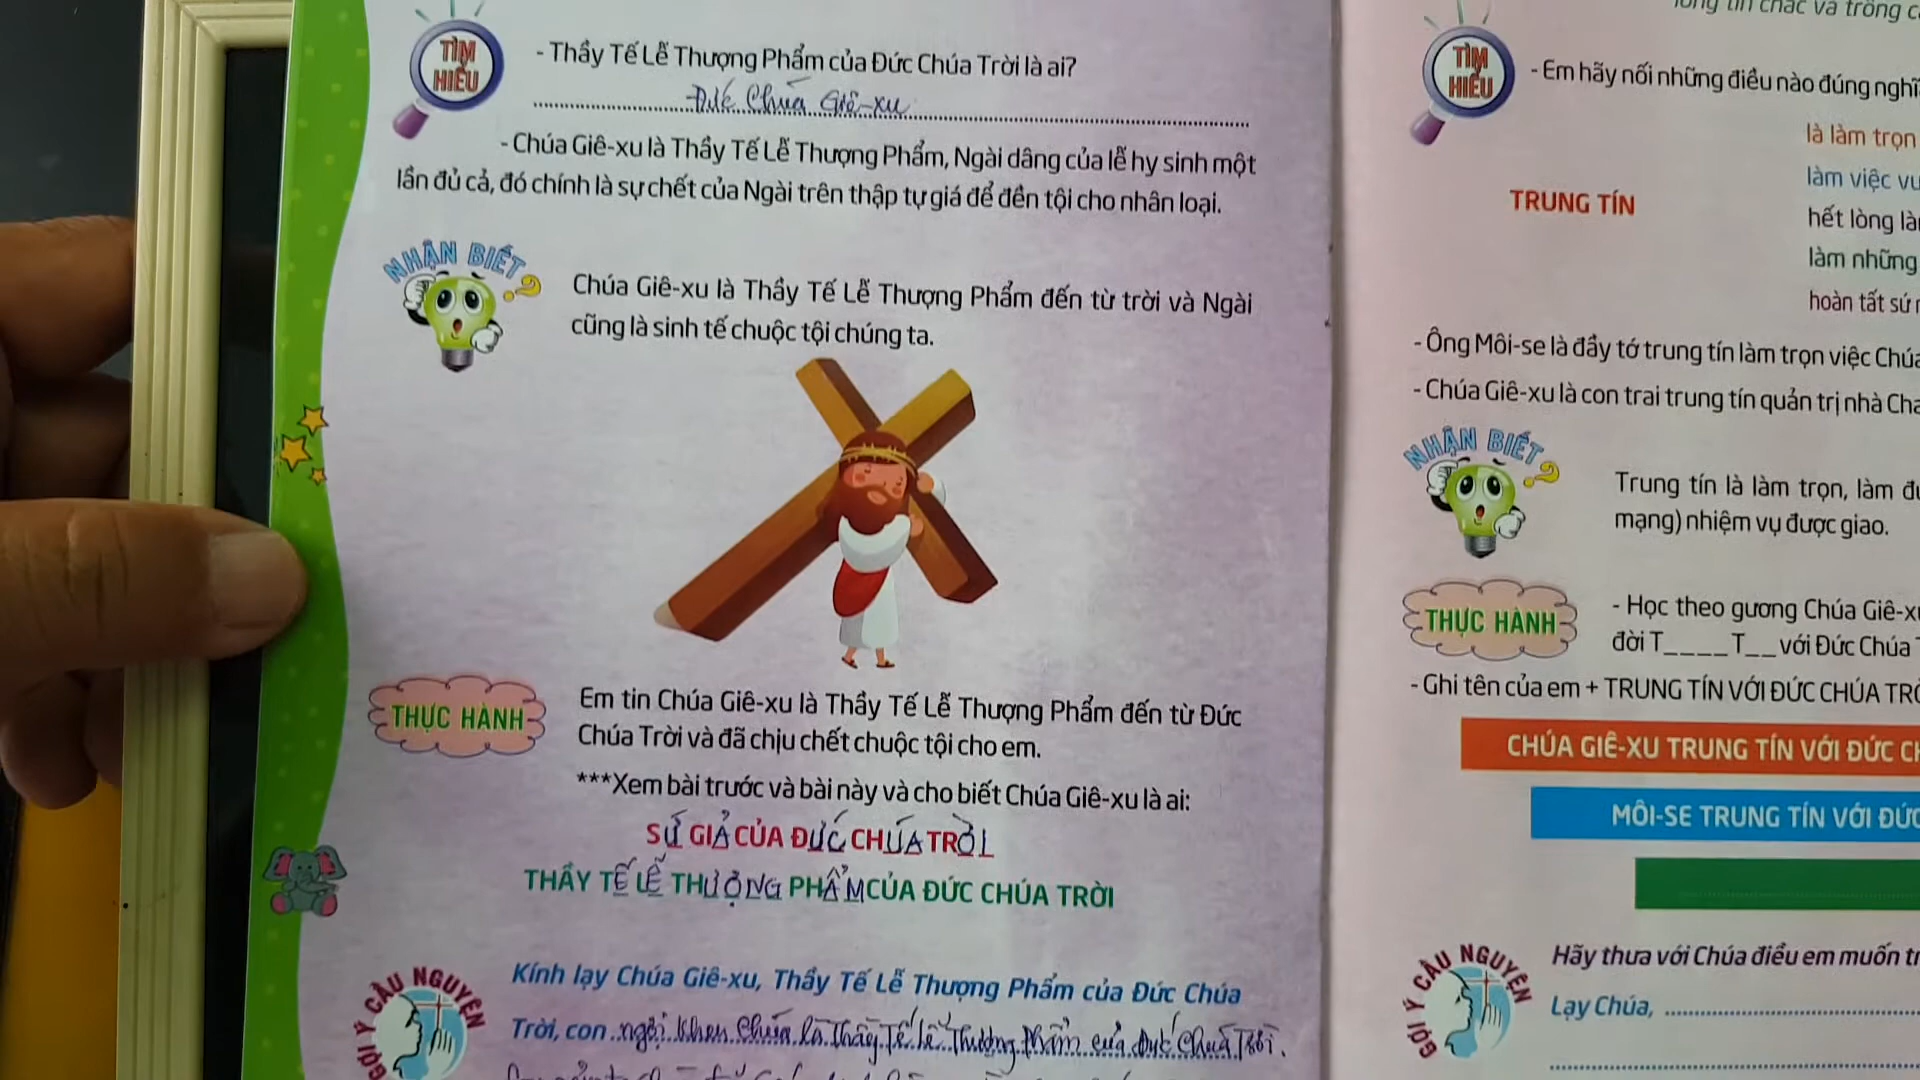 TÌM
HIỂU
- Thầy Tế Lễ Thượng Phẩm của Đức Chúa Trời là ai?
Đức Chúa Giê-xu
- Chúa Giê-xu là Thầy Tế Lễ Thượng Phẩm, Ngài dâng của lễ hy sinh một
lần đủ cả, đó chính là sự chết của Ngài trên thập tự giá để đền tội cho nhân loại.
NHẬN BIẾT
Chúa Giê-xu là Thầy Tế Lễ Thượng Phẩm đến từ trời và Ngài
cũng là sinh tế chuộc tội chúng ta.
THỰC HÀNH
Em tin Chúa Giê-xu là Thầy Tế Lễ Thượng Phẩm đến từ Đức
Chúa Trời và đã chịu chết chuộc tội cho em.
***Xem bài trước và bài này và cho biết Chúa Giê-xu là ai:
SỨ GIẢ CỦA ĐỨC CHÚA TRỜI
THẦY TẾ LỄ THƯỢNG PHẨM CỦA ĐỨC CHÚA TRỜI
GỢI Ý CẦU NGUYỆN
Kính lạy Chúa Giê-xu, Thầy Tế Lễ Thượng Phẩm của Đức Chúa
Trời, con ngợi khen Chúa là Thầy Tế Lễ Thượng Phẩm của Đức Chúa Trời.
lòng tin chắc và trông
TÌM
HIỂU
- Em hãy nối những điều nào đúng
là làm trọn
làm việc
TRUNG TÍN
hết lòng
làm những
hoàn tất sứ
- Ông Môi-se là đầy tớ trung tín làm trọn việc
- Chúa Giê-xu là con trai trung tín quản trị nhà
NHẬN BIẾT
Trung tín là làm trọn, làm
mạng) nhiệm vụ được giao.
THỰC HÀNH
- Học theo gương Chúa
đời T____T__ với Đức Chúa
- Ghi tên của em + TRUNG TÍN VỚI ĐỨC CHÚA
CHÚA GIÊ-XU TRUNG TÍN VỚI ĐỨC
MÔI-SE TRUNG TÍN VỚI
GỢI Ý CẦU NGUYỆN
Hãy thưa với Chúa điều em muốn
Lạy Chúa,